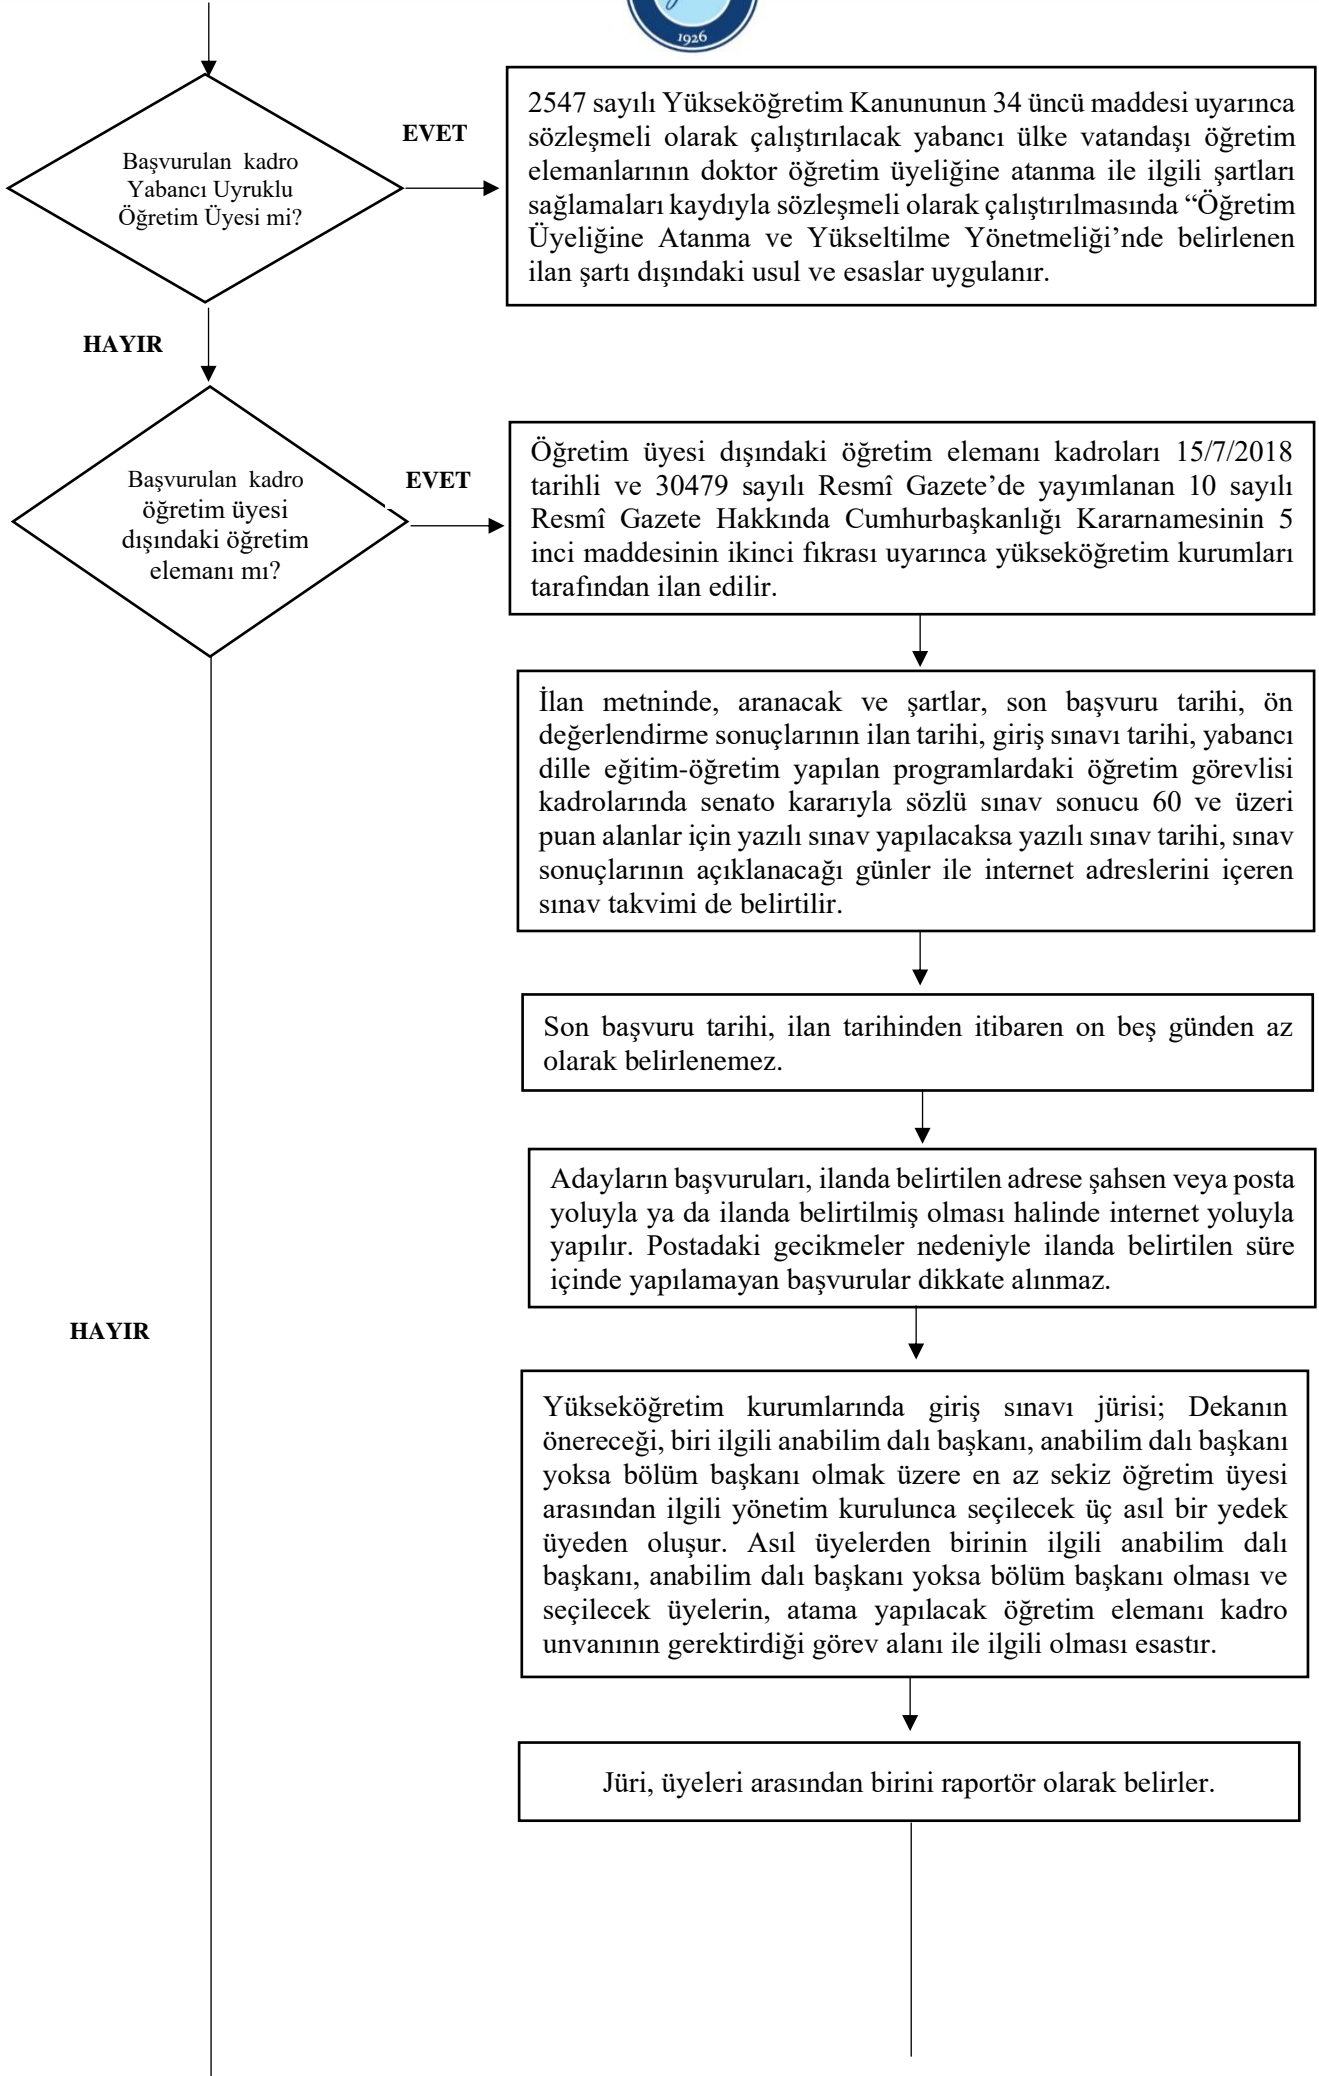 1926
Başvurulan kadro
Yabancı Uyruklu
Öğretim Üyesi mi?
EVET
2547 sayılı Yükseköğretim Kanununun 34 üncü maddesi uyarınca
sözleşmeli olarak çalıştırılacak yabancı ülke vatandaşı öğretim
elemanlarının doktor öğretim üyeliğine atanma ile ilgili şartları
sağlamaları kaydıyla sözleşmeli olarak çalıştırılmasında “Öğretim
Üyeliğine Atanma ve Yükseltilme Yönetmeliği’nde belirlenen
ilan şartı dışındaki usul ve esaslar uygulanır.
HAYIR
Başvurulan kadro
öğretim üyesi
dışındaki öğretim
elemanı mı?
EVET
Öğretim üyesi dışındaki öğretim elemanı kadroları 15/7/2018
tarihli ve 30479 sayılı Resmî Gazete’de yayımlanan 10 sayılı
Resmî Gazete Hakkında Cumhurbaşkanlığı Kararnamesinin 5
inci maddesinin ikinci fıkrası uyarınca yükseköğretim kurumları
tarafından ilan edilir.
İlan metninde, aranacak ve şartlar, son başvuru tarihi, ön
değerlendirme sonuçlarının ilan tarihi, giriş sınavı tarihi, yabancı
dille eğitim-öğretim yapılan programlardaki öğretim görevlisi
kadrolarında senato kararıyla sözlü sınav sonucu 60 ve üzeri
puan alanlar için yazılı sınav yapılacaksa yazılı sınav tarihi, sınav
sonuçlarının açıklanacağı günler ile internet adreslerini içeren
sınav takvimi de belirtilir.
Son başvuru tarihi, ilan tarihinden itibaren on beş günden az
olarak belirlenemez.
Adayların başvuruları, ilanda belirtilen adrese şahsen veya posta
yoluyla ya da ilanda belirtilmiş olması halinde internet yoluyla
yapılır. Postadaki gecikmeler nedeniyle ilanda belirtilen süre
içinde yapılamayan başvurular dikkate alınmaz.
HAYIR
Yükseköğretim kurumlarında giriş sınavı jürisi; Dekanın
önereceği, biri ilgili anabilim dalı başkanı, anabilim dalı başkanı
yoksa bölüm başkanı olmak üzere en az sekiz öğretim üyesi
arasından ilgili yönetim kurulunca seçilecek üç asıl bir yedek
üyeden oluşur. Asıl üyelerden birinin ilgili anabilim dalı
başkanı, anabilim dalı başkanı yoksa bölüm başkanı olması ve
seçilecek üyelerin, atama yapılacak öğretim elemanı kadro
unvanının gerektirdiği görev alanı ile ilgili olması esastır.
Jüri, üyeleri arasından birini raportör olarak belirler.